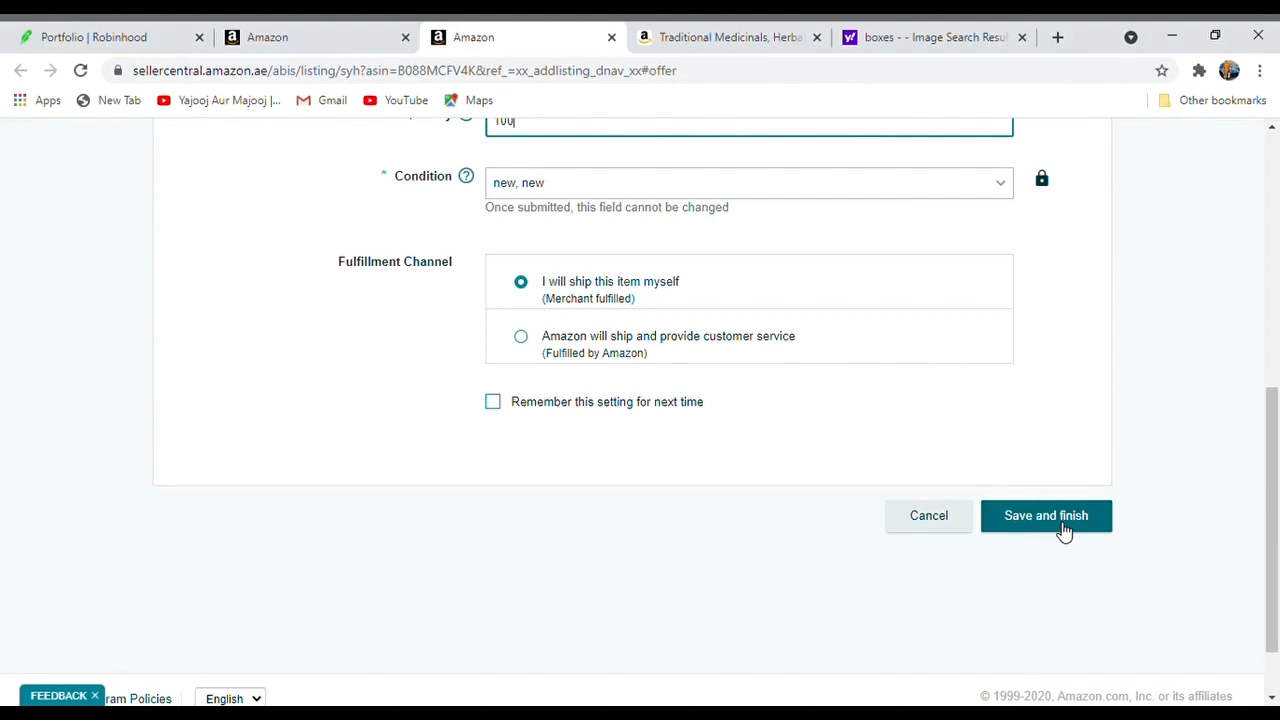 Portfolio | Robinhood
Amazon
Amazon
Traditional Medicinals, Herba
boxes - - Image Search Resul
sellercentral.amazon.ae/abis/listing/syh?asin=B088MCFV4K&ref_=xx_addlisting_dnav_xx#offer
Apps
New Tab
Yajooj Aur Majooj |...
Gmail
YouTube
Maps
Other bookmarks
100
* Condition ?
new, new
Once submitted, this field cannot be changed
Fulfillment Channel
I will ship this item myself
(Merchant fulfilled)
Amazon will ship and provide customer service
(Fulfilled by Amazon)
Remember this setting for next time
Cancel
Save and finish
FEEDBACK ×
ram Policies
English
© 1999-2020, Amazon.com, Inc. or its affiliates